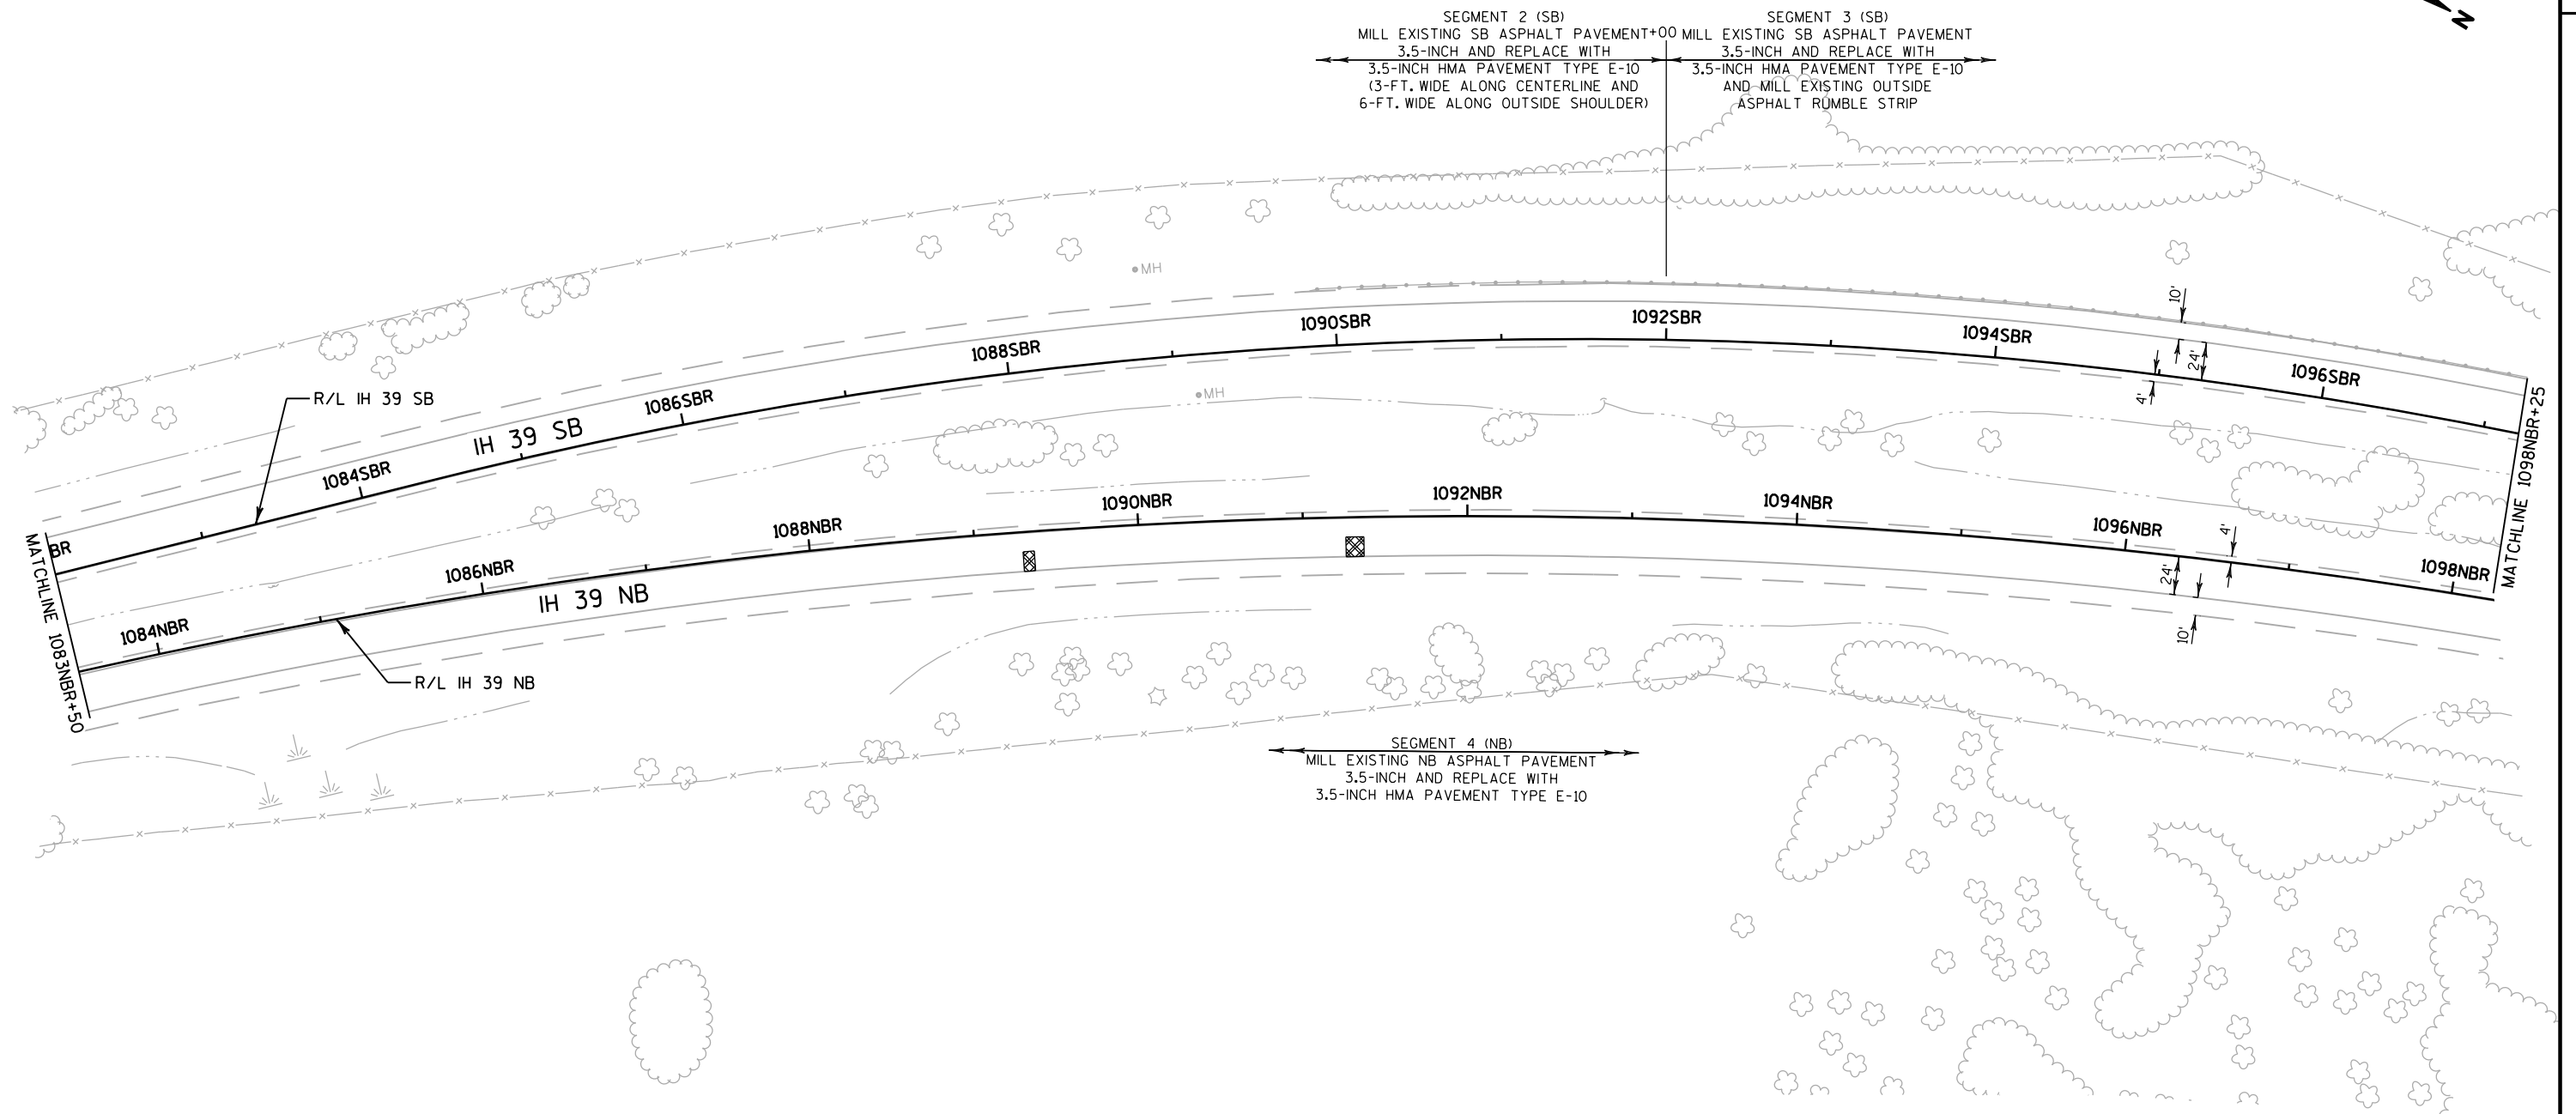 N
SEGMENT 2 (SB)
MILL EXISTING SB ASPHALT PAVEMENT
3.5-INCH AND REPLACE WITH
3.5-INCH HMA PAVEMENT TYPE E-10
(3-FT. WIDE ALONG CENTERLINE AND
6-FT. WIDE ALONG OUTSIDE SHOULDER)
+00
SEGMENT 3 (SB)
MILL EXISTING SB ASPHALT PAVEMENT
3.5-INCH AND REPLACE WITH
3.5-INCH HMA PAVEMENT TYPE E-10
AND MILL EXISTING OUTSIDE
ASPHALT RUMBLE STRIP
MH
10'
1090SBR
1092SBR
1094SBR
1088SBR
24'
1096SBR
4'
MH
R/L IH 39 SB
1086SBR
IH 39 SB
1084SBR
BR
1092NBR
1090NBR
1094NBR
1088NBR
1096NBR
4'
1086NBR
24'
1098NBR
IH 39 NB
1084NBR
10'
R/L IH 39 NB
MATCHLINE 1083NBR+50
MATCHLINE 1098NBR+25
SEGMENT 4 (NB)
MILL EXISTING NB ASPHALT PAVEMENT
3.5-INCH AND REPLACE WITH
3.5-INCH HMA PAVEMENT TYPE E-10